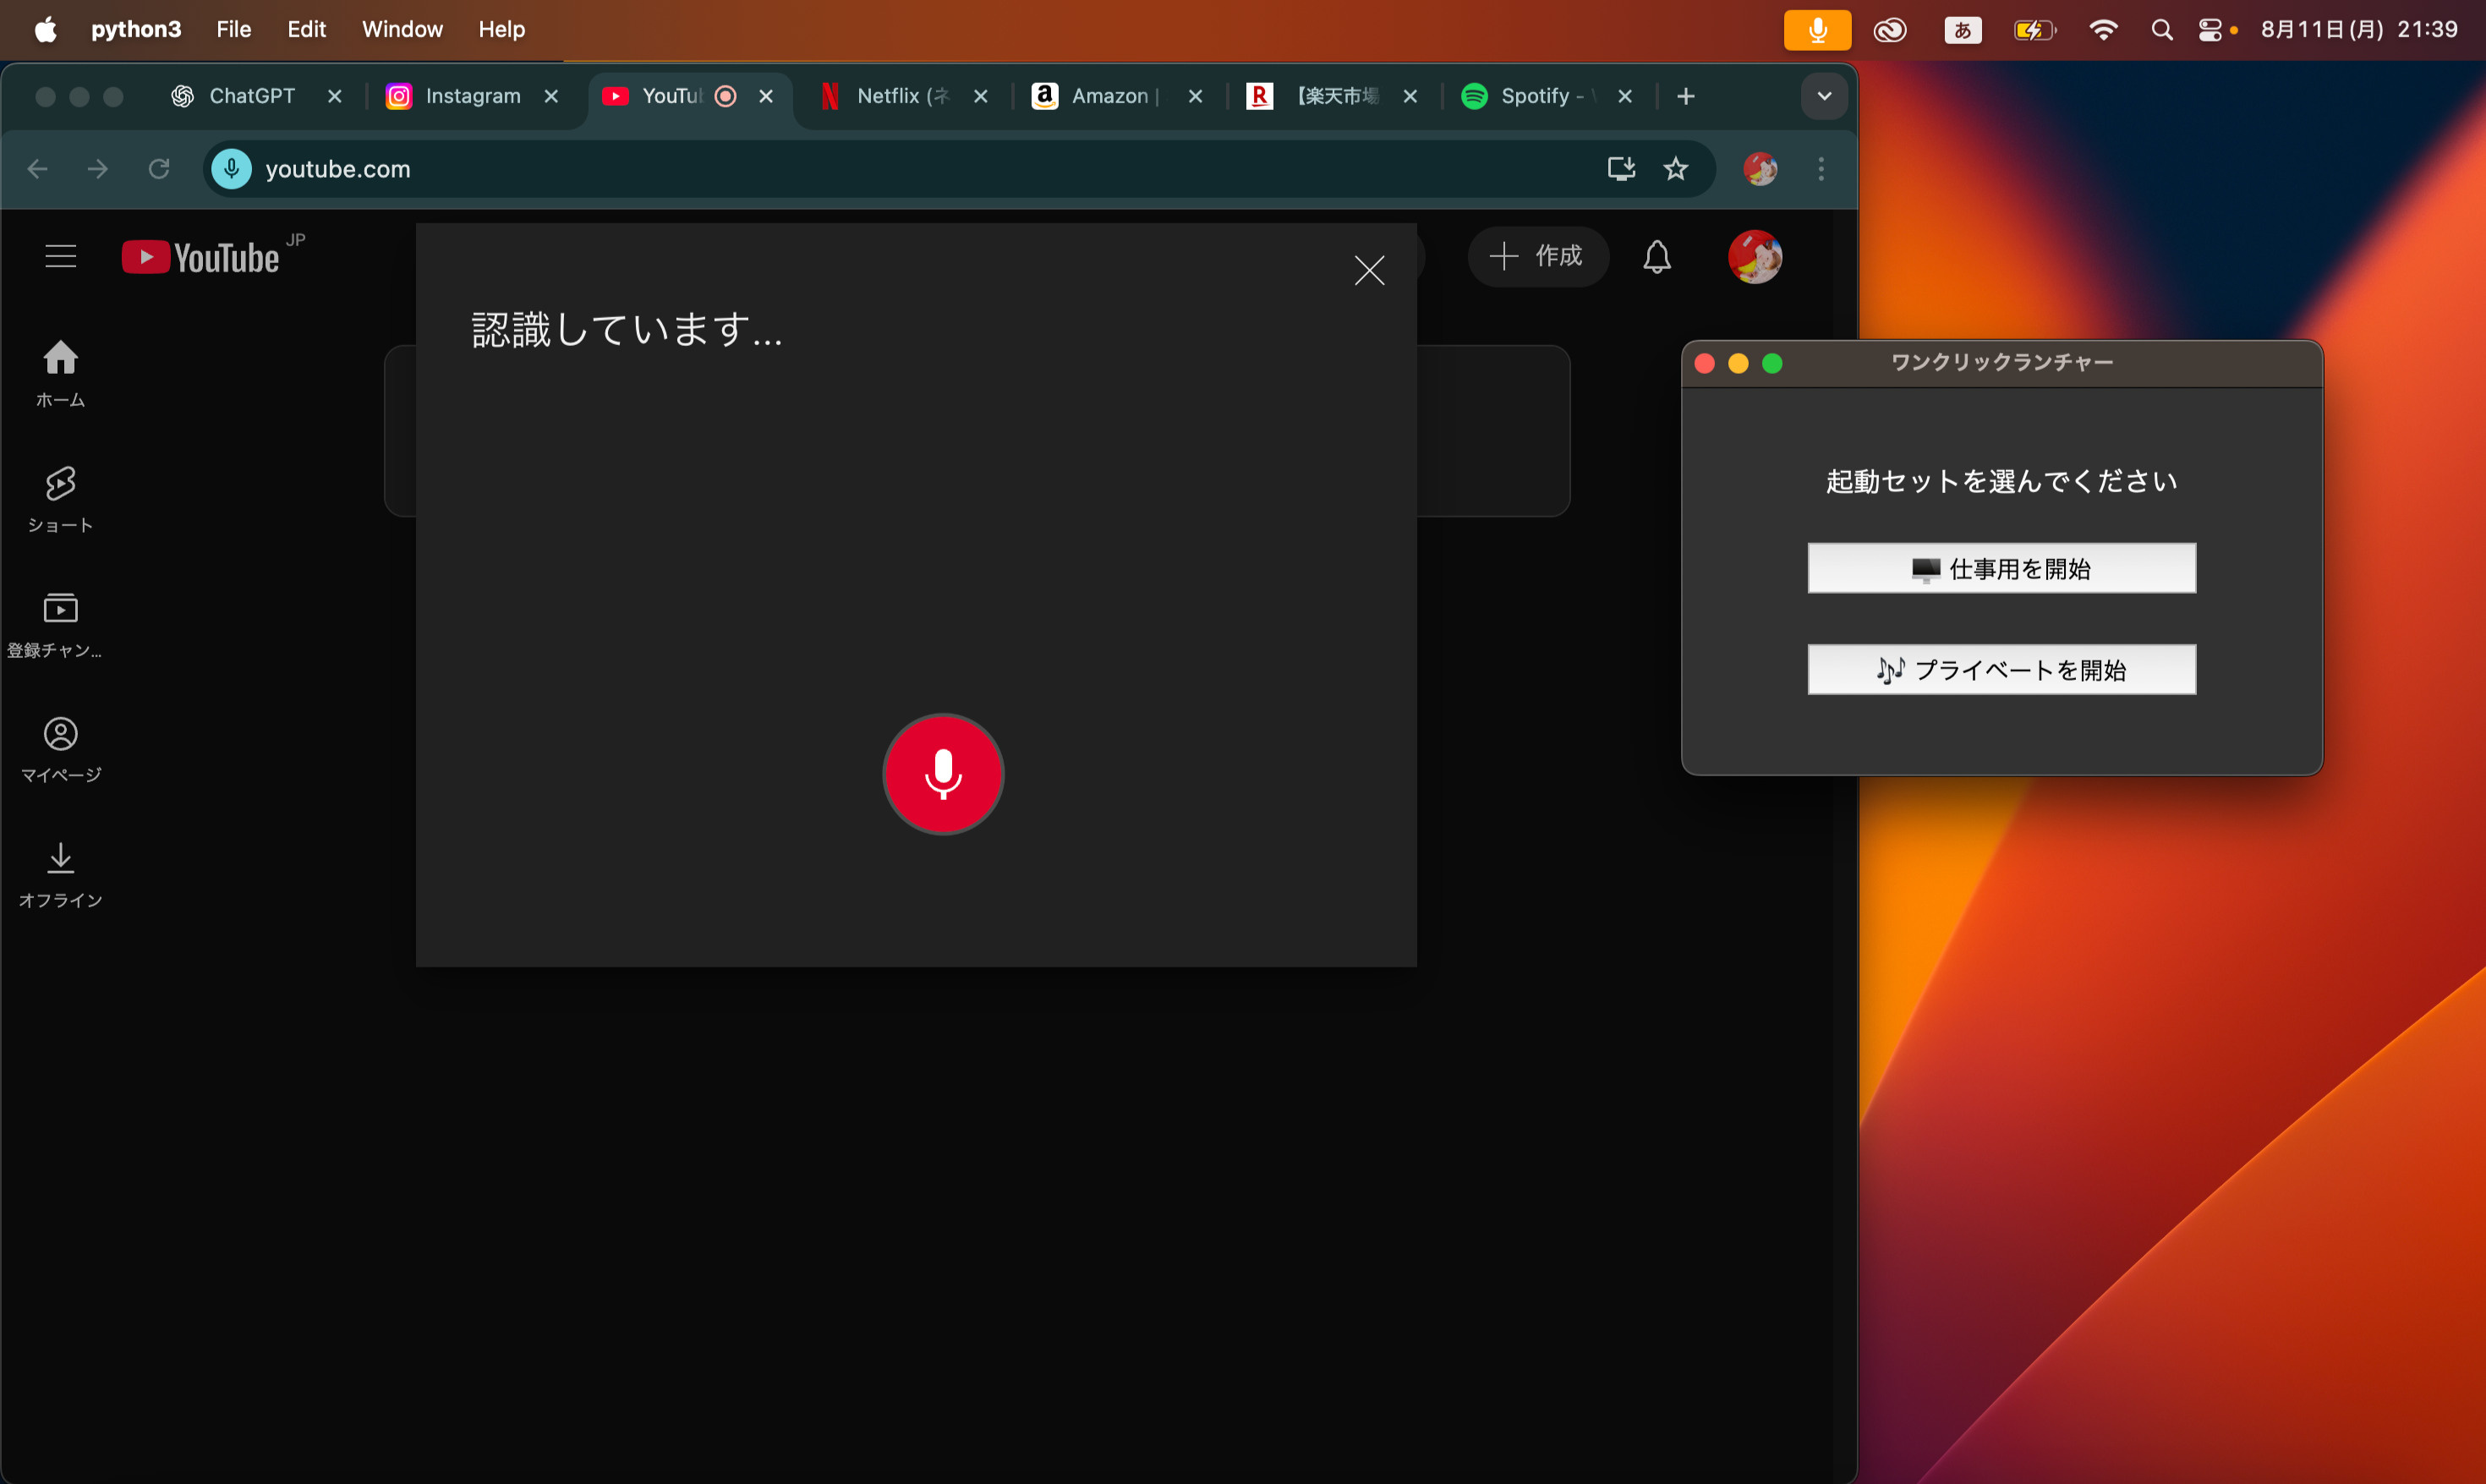 python3 File Edit Window Help
あ 8月11日(月) 21:39
ChatGPT Instagram YouTu Netflix (ネ Amazon | 【楽天市場 Spotify -
youtube.com
YouTube JP
作成
認識しています...
ホーム
ショート
登録チャン...
マイページ
オフライン
ワンクリックランチャー
起動セットを選んでください
仕事用を開始
プライベートを開始